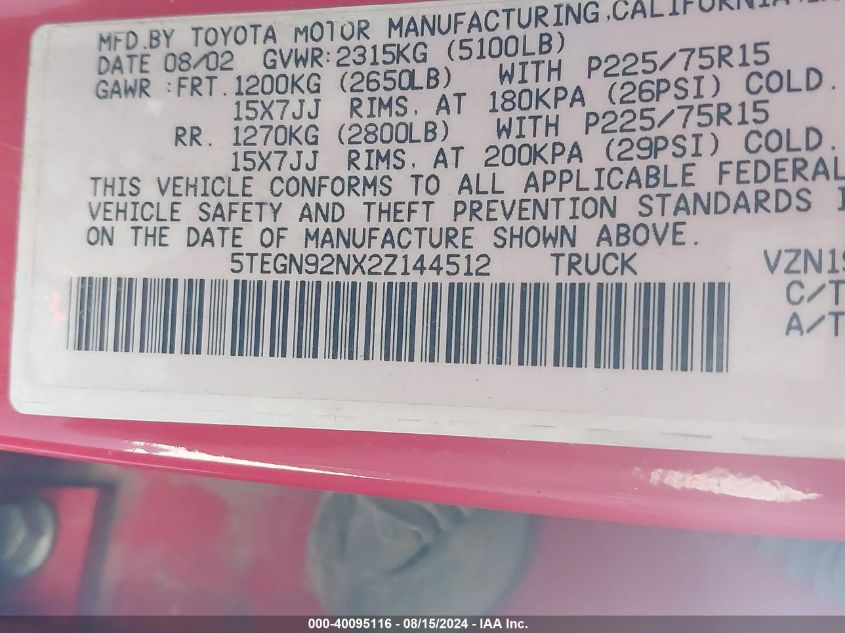 MFD.BY TOYOTA MOTOR MANUFACTURING,CALIFORNIA
DATE 08/02 GVWR:2315KG (5100LB)
GAWR :FRT. 1200KG (2650LB) WITH P225/75R15
15X7JJ RIMS, AT 180KPA (26PSI) COLD.
RR. 1270KG (2800LB) WITH P225/75R15
15X7JJ RIMS, AT 200KPA (29PSI) COLD.
THIS VEHICLE CONFORMS TO ALL APPLICABLE FEDERAL
VEHICLE SAFETY AND THEFT PREVENTION STANDARDS
ON THE DATE OF MANUFACTURE SHOWN ABOVE.
5TEGN92NX2Z144512 TRUCK VZN19
C/T
A/T
000-40095116 - 08/15/2024 - IAA Inc.